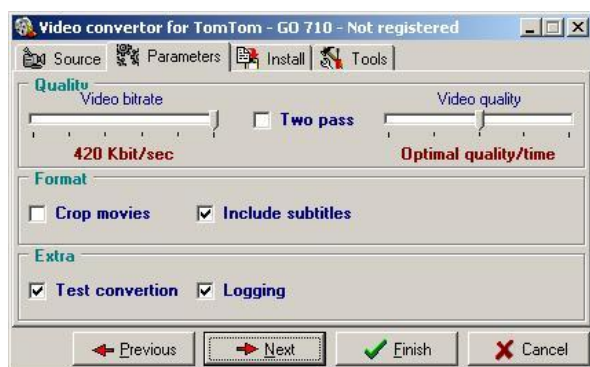 Video convertor for TomTom - GO 710 - Not registered
Source Parameters Install Tools
Quality
Video bitrate Video quality
Two pass
420 Kbit/sec Optimal quality/time
Format
Crop movies Include subtitles
Extra
Test convertion Logging
Previous Next Finish Cancel